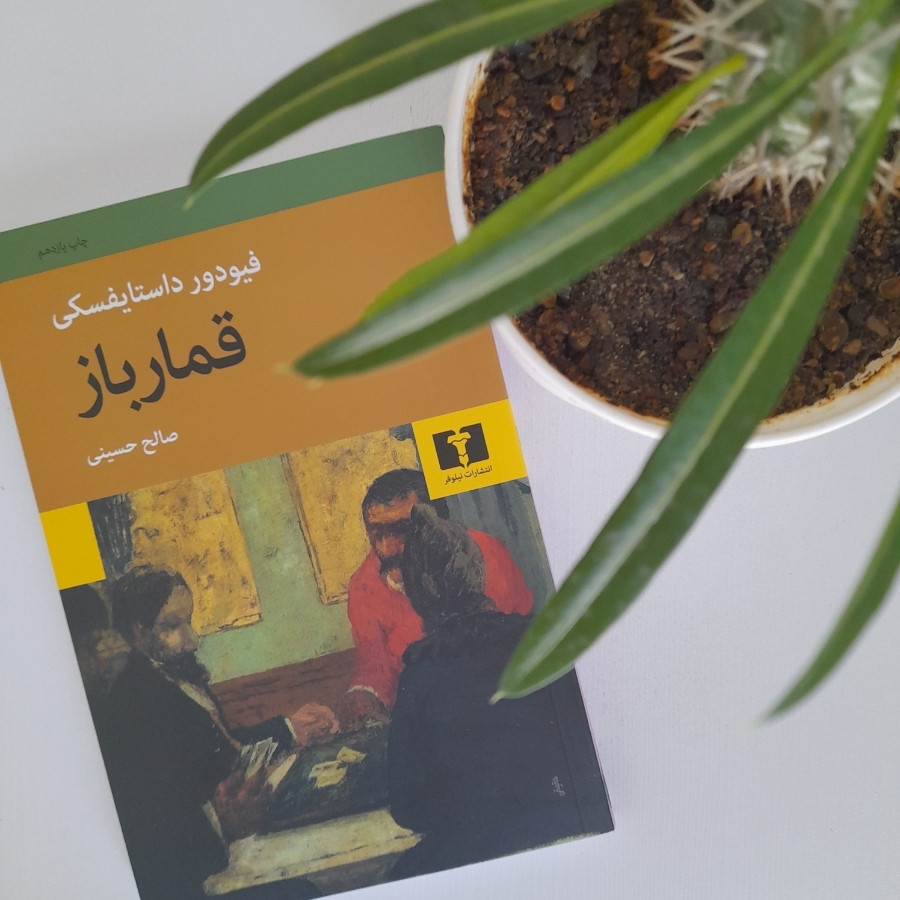 چاپ یازدهم
فیودور داستایفسکی
قمارباز
صالح حسینی
انتشارات نیلوفر